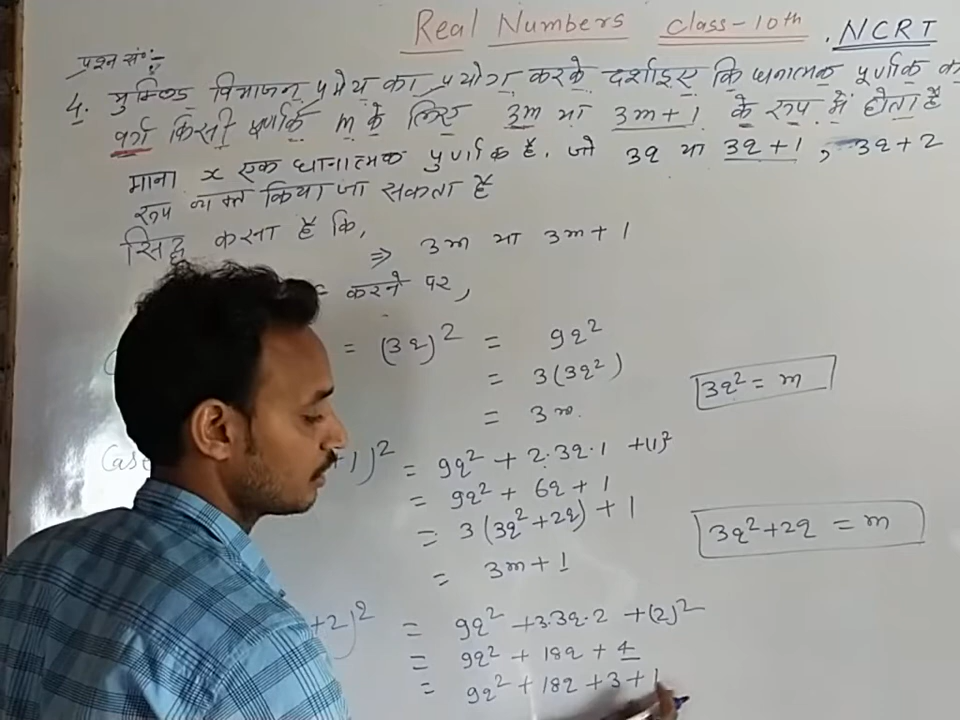 Real Numbers Class-10th . NCRT
प्रश्न सं०:-
4. युक्लिड विभाजन प्रमेय का प्रयोग करके दर्शाइए कि धनात्मक पूर्णांक का
वर्ग किसी पूर्णांक m के लिए 3m या 3m+1 के रूप में होता है
माना x एक धनात्मक पूर्णांक है, जो 3q या 3q+1, 3q+2
रूप व्यक्त किया जा सकता है
सिद्ध करना है कि,
⇒ 3m या 3m+1
करने पर,
= (3q)² = 9q²
= 3(3q²)
3q² = m
= 3m.
Case +1)² = 9q² + 2.3q.1 + (1)²
= 9q² + 6q + 1
= 3(3q²+2q) + 1
3q²+2q = m
= 3m+1
+2)² = 9q² + 3.3q.2 + (2)²
= 9q² + 18q + 4
= 9q² + 18q + 3 + 1